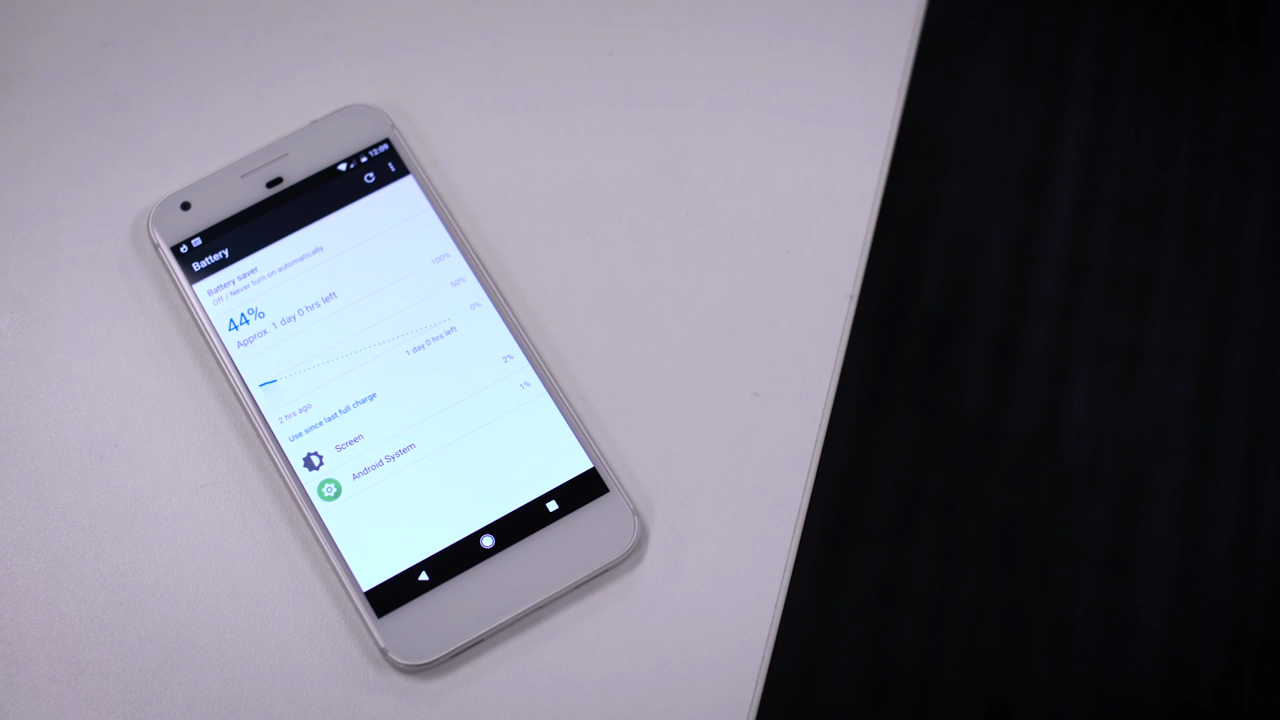 12:09
Battery
Battery saver
Off / Never turn on automatically
44%
Approx. 1 day 0 hrs left
100%
50%
0%
2 hrs ago
1 day 0 hrs left
Use since last full charge
Screen
2%
Android System
1%